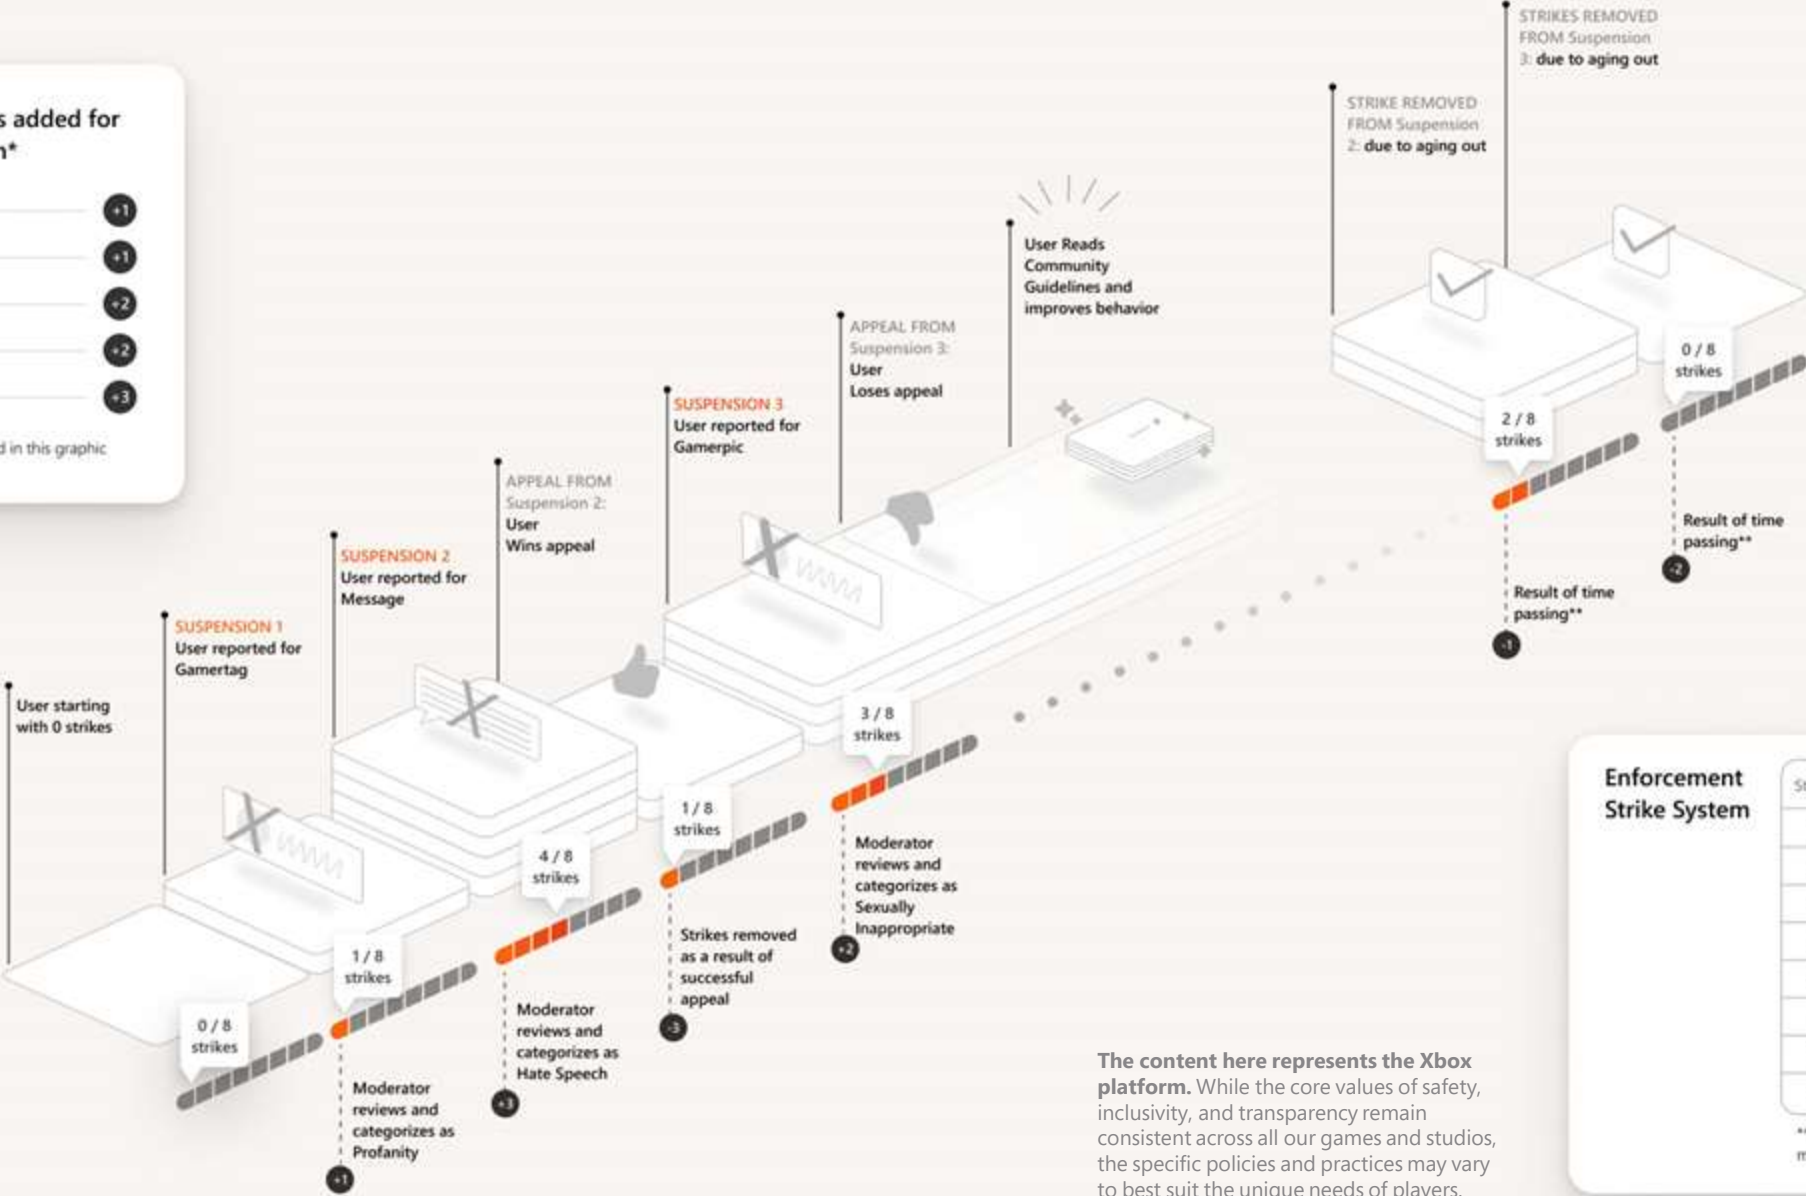 s added for
n*
+1
+1
+2
+2
+3
d in this graphic
User starting
with 0 strikes
0 / 8
strikes
SUSPENSION 1
User reported for
Gamertag
1 / 8
strikes
Moderator
reviews and
categorizes as
Profanity
+1
SUSPENSION 2
User reported for
Message
4 / 8
strikes
Moderator
reviews and
categorizes as
Hate Speech
+3
APPEAL FROM
Suspension 2:
User
Wins appeal
1 / 8
strikes
Strikes removed
as a result of
successful
appeal
-3
SUSPENSION 3
User reported for
Gamerpic
3 / 8
strikes
Moderator
reviews and
categorizes as
Sexually
Inappropriate
+2
APPEAL FROM
Suspension 3:
User
Loses appeal
User Reads
Community
Guidelines and
improves behavior
STRIKE REMOVED
FROM Suspension
2: due to aging out
2 / 8
strikes
Result of time
passing**
-1
STRIKES REMOVED
FROM Suspension
3: due to aging out
0 / 8
strikes
Result of time
passing**
-2
The content here represents the Xbox
platform. While the core values of safety,
inclusivity, and transparency remain
consistent across all our games and studios,
the specific policies and practices may vary
to best suit the unique needs of players.
Enforcement
Strike System